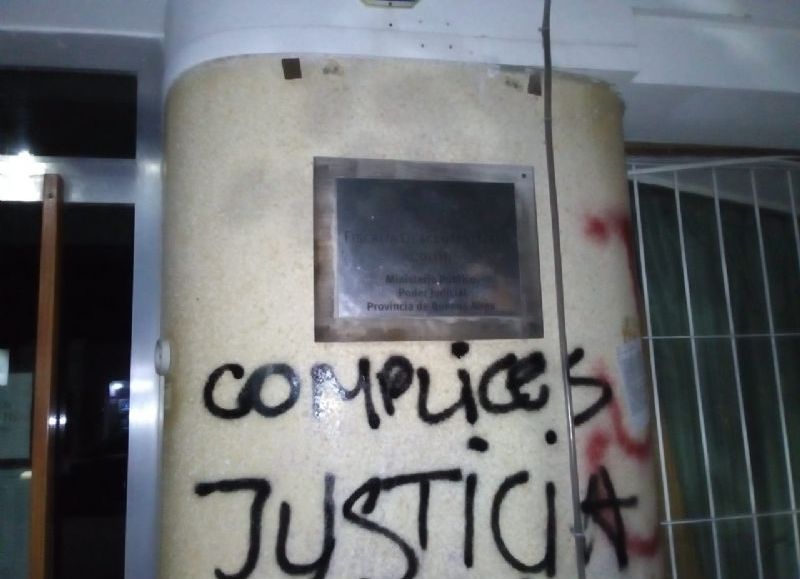 Ministerio Público
Poder Judicial
Provincia de Buenos Aires
COMPLiCES
JUSTICIA